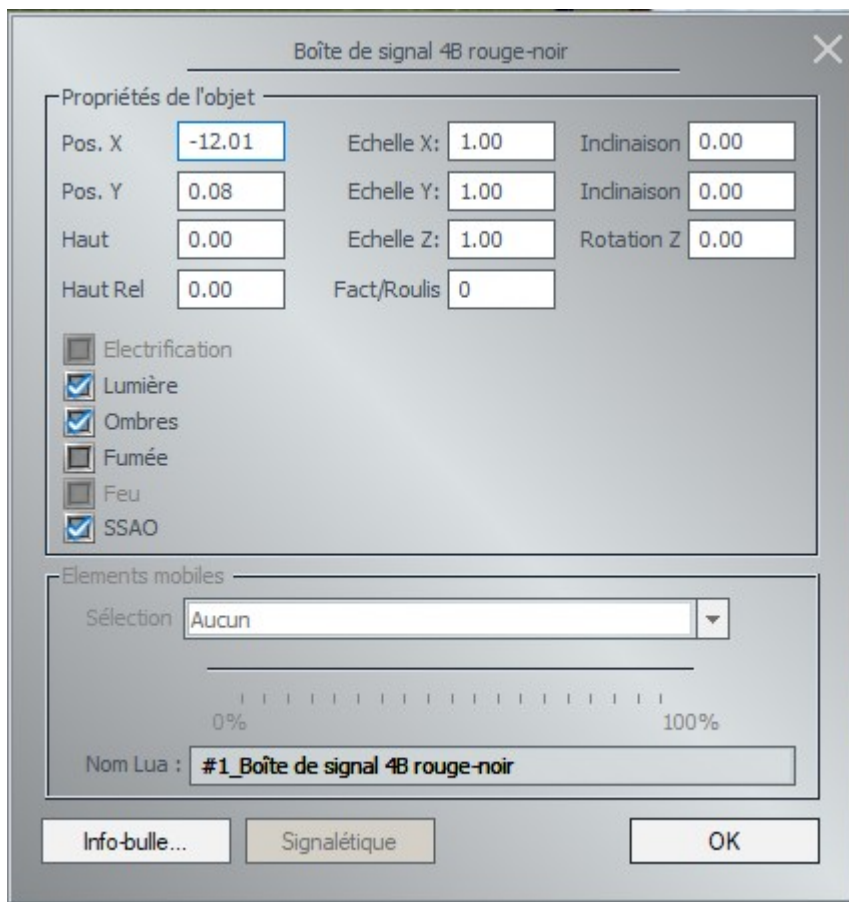 Boîte de signal 4B rouge-noir
Propriétés de l'objet
Pos. X -12.01 Echelle X: 1.00 Inclinaison 0.00
Pos. Y 0.08 Echelle Y: 1.00 Inclinaison 0.00
Haut 0.00 Echelle Z: 1.00 Rotation Z 0.00
Haut Rel 0.00 Fact/Roulis 0
Electrification
Lumière
Ombres
Fumée
Feu
SSAO
Elements mobiles
Sélection Aucun
0% 100%
Nom Lua : #1_Boîte de signal 4B rouge-noir
Info-bulle... Signalétique OK